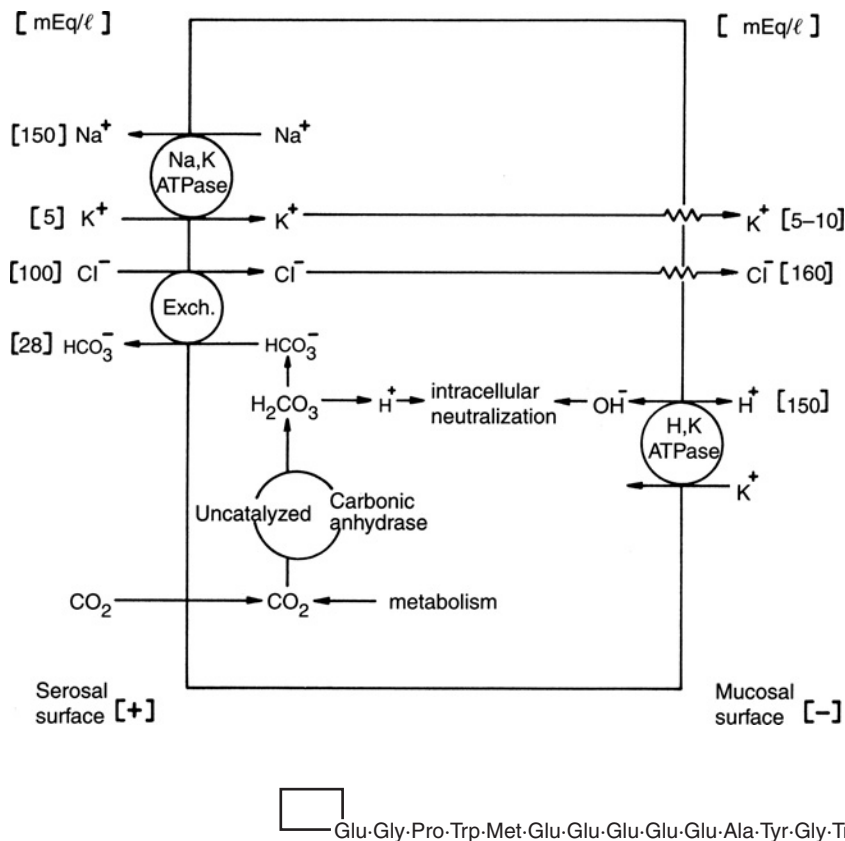 [ mEq/ℓ ] [ mEq/ℓ ]
[150] Na⁺ Na⁺
Na,K
ATPase
[5] K⁺ K⁺ K⁺ [5–10]
[100] Cl⁻ Cl⁻ Cl⁻ [160]
Exch.
[28] HCO₃⁻ HCO₃⁻
H₂CO₃ H⁺ intracellular
neutralization OH⁻ H⁺ [150]
H,K
ATPase
K⁺
Uncatalyzed Carbonic
anhydrase
CO₂ CO₂ metabolism
Serosal
surface [+]
Mucosal
surface [–]
Glu·Gly·Pro·Trp·Met·Glu·Glu·Glu·Glu·Glu·Ala·Tyr·Gly·